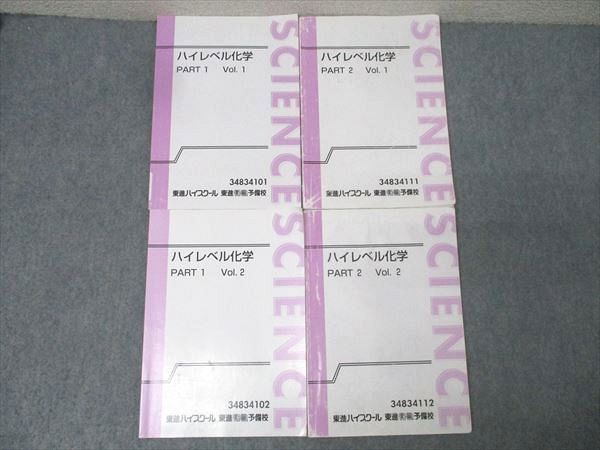 ハイレベル化学
PART 1 Vol. 1
34834101
東進ハイスクール 東進衛星予備校
SCIENCE
ハイレベル化学
PART 2 Vol. 1
34834111
東進ハイスクール 東進衛星予備校
SCIENCE
ハイレベル化学
PART 1 Vol. 2
34834102
東進ハイスクール 東進衛星予備校
SCIENCE
ハイレベル化学
PART 2 Vol. 2
34834112
東進ハイスクール 東進衛星予備校
SCIENCE